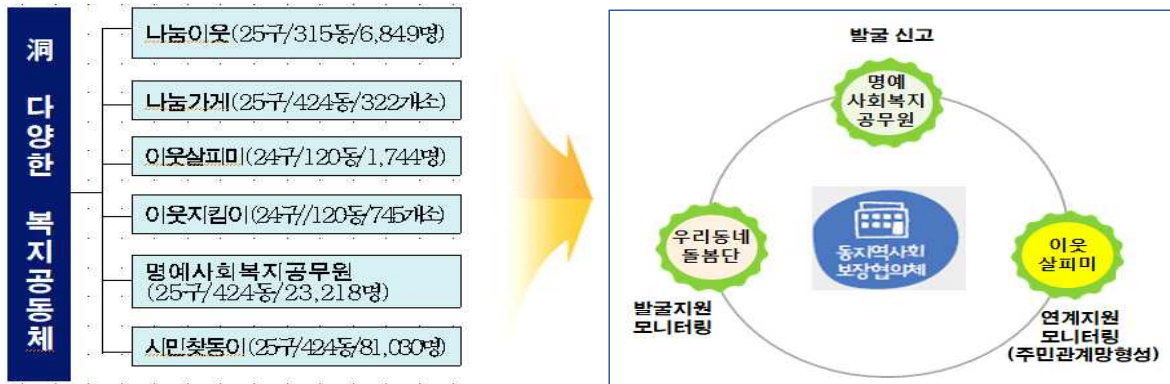 洞 다양한 복지공동체
나눔이웃(25구/315동/6,849명)
나눔가게(25구/424동/322개소)
이웃살피미(24구/120동/1,744명)
이웃지킴이(24구//120동/745개소)
명예사회복지공무원
(25구/424동/23,218명)
시민찾동이(25구/424동/81,030명)
발굴 신고
명예
사회복지
공무원
우리동네
돌봄단
동지역사회
보장협의체
이웃
살피미
발굴지원
모니터링
연계지원
모니터링
(주민관계망형성)